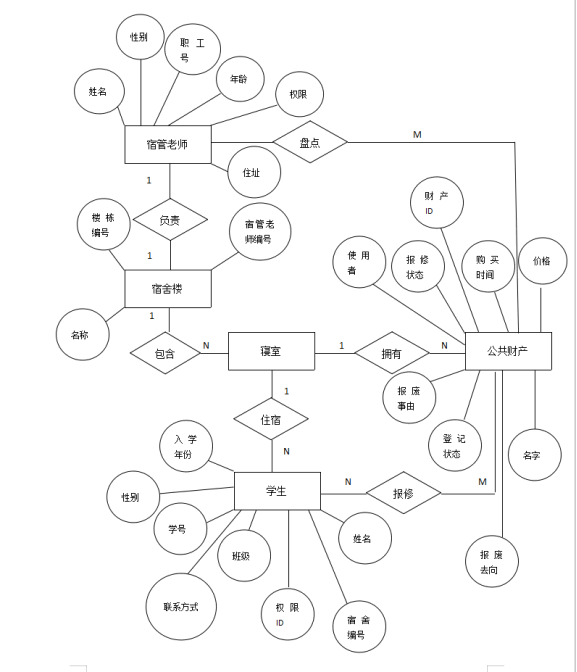 性别
职 工
号
年龄
姓名
权限
宿管老师
盘点
M
住址
1
财 产
ID
楼 栋
编号
负责
宿管老
师编号
1
使 用
者
报 修
状态
购 买
时间
价格
宿舍楼
1
名称
包含
N
寝室
1
拥有
N
公共财产
1
报 废
事由
住宿
入 学
年份
N
登 记
状态
名字
性别
学生
N
报修
M
学号
班级
姓名
报 废
去向
联系方式
权 限
ID
宿 舍
编号